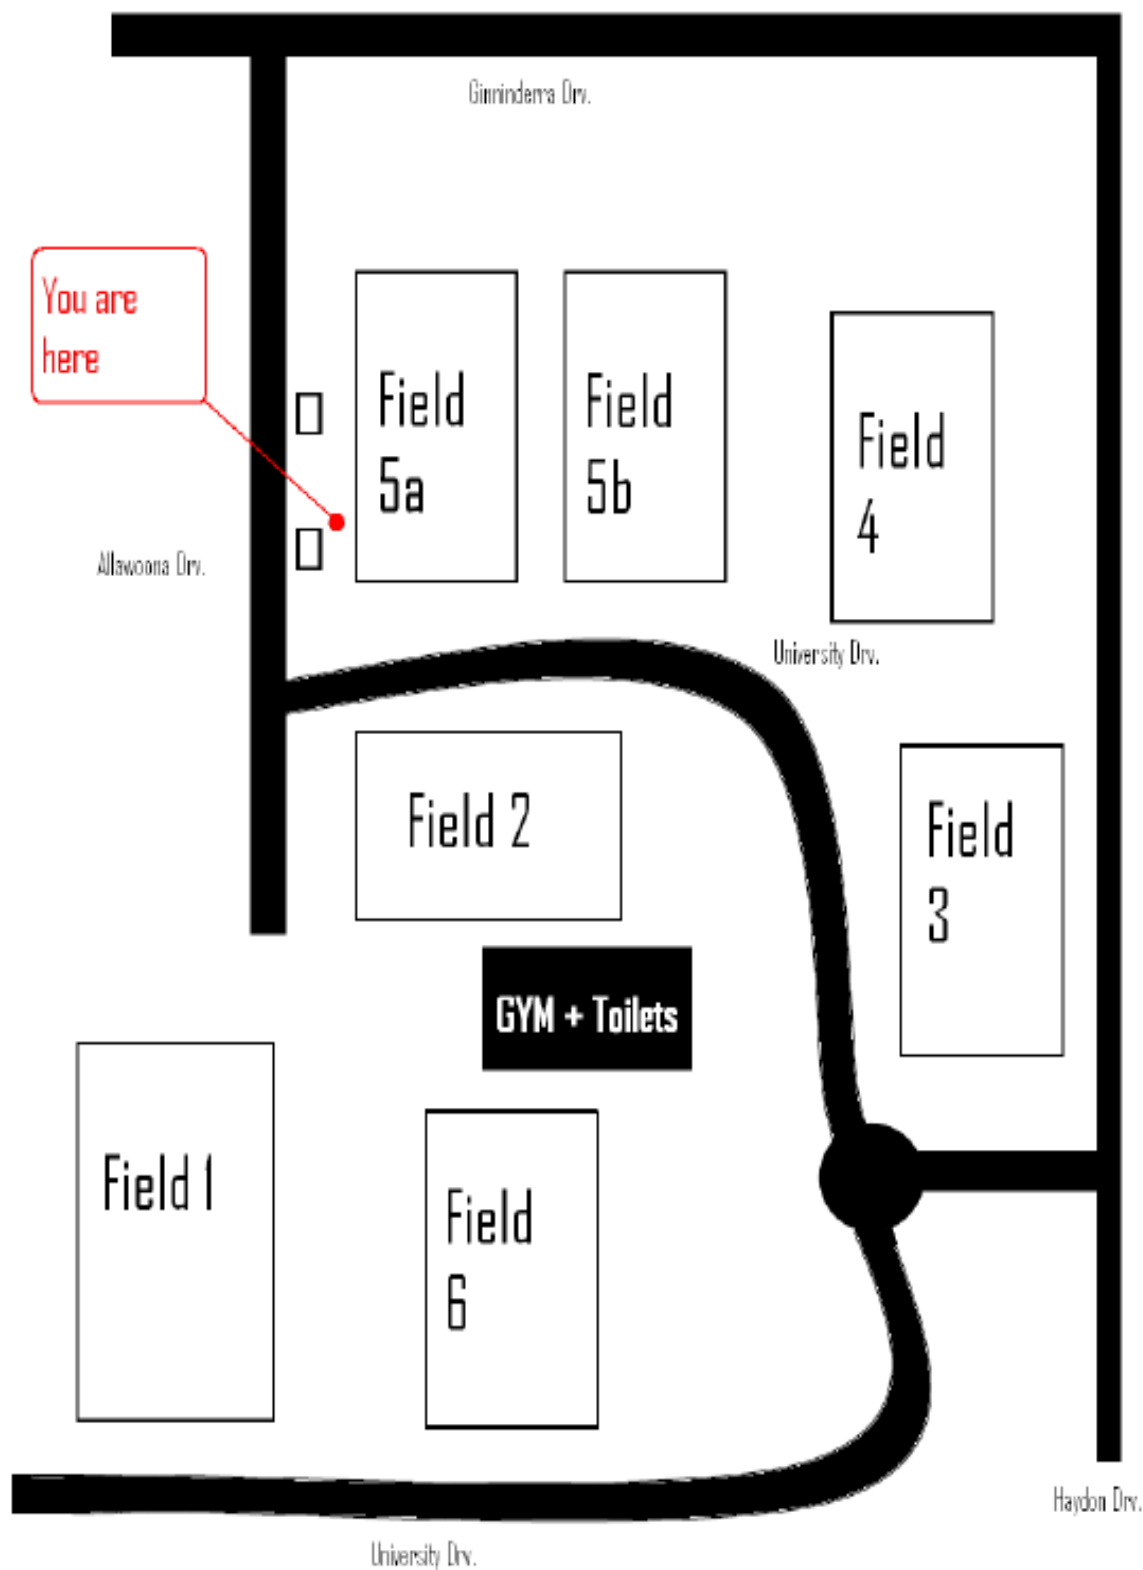 Ginninderra Drv.
You are
here
Field
5a
Field
5b
Field
4
Allawoona Drv.
University Drv.
Field 2
Field
3
GYM + Toilets
Field 1
Field
6
Haydon Drv.
University Drv.